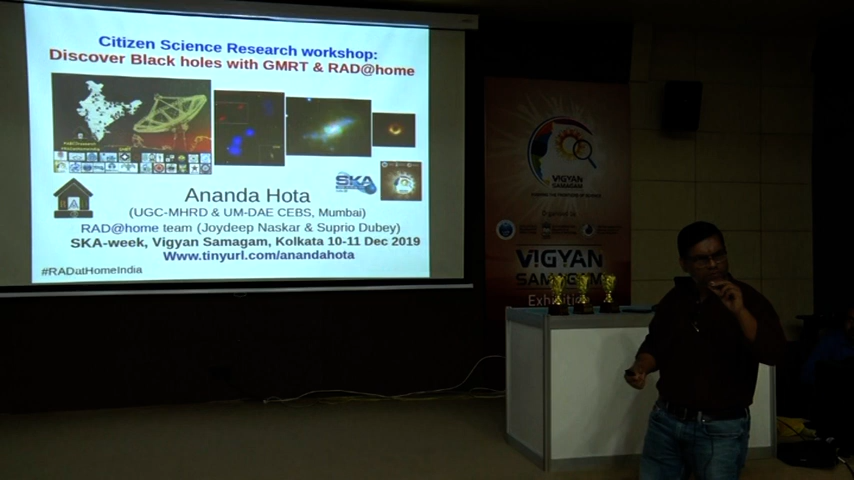 Citizen Science Research workshop:
Discover Black holes with GMRT & RAD@home
SKA
Ananda Hota
(UGC-MHRD & UM-DAE CEBS, Mumbai)
RAD@home team (Joydeep Naskar & Suprio Dubey)
SKA-week, Vigyan Samagam, Kolkata 10-11 Dec 2019
Www.tinyurl.com/anandahota
#RADatHomeIndia
VIGYAN
SAMAGAM
VIGYAN
SAMAGAM
Exhibition